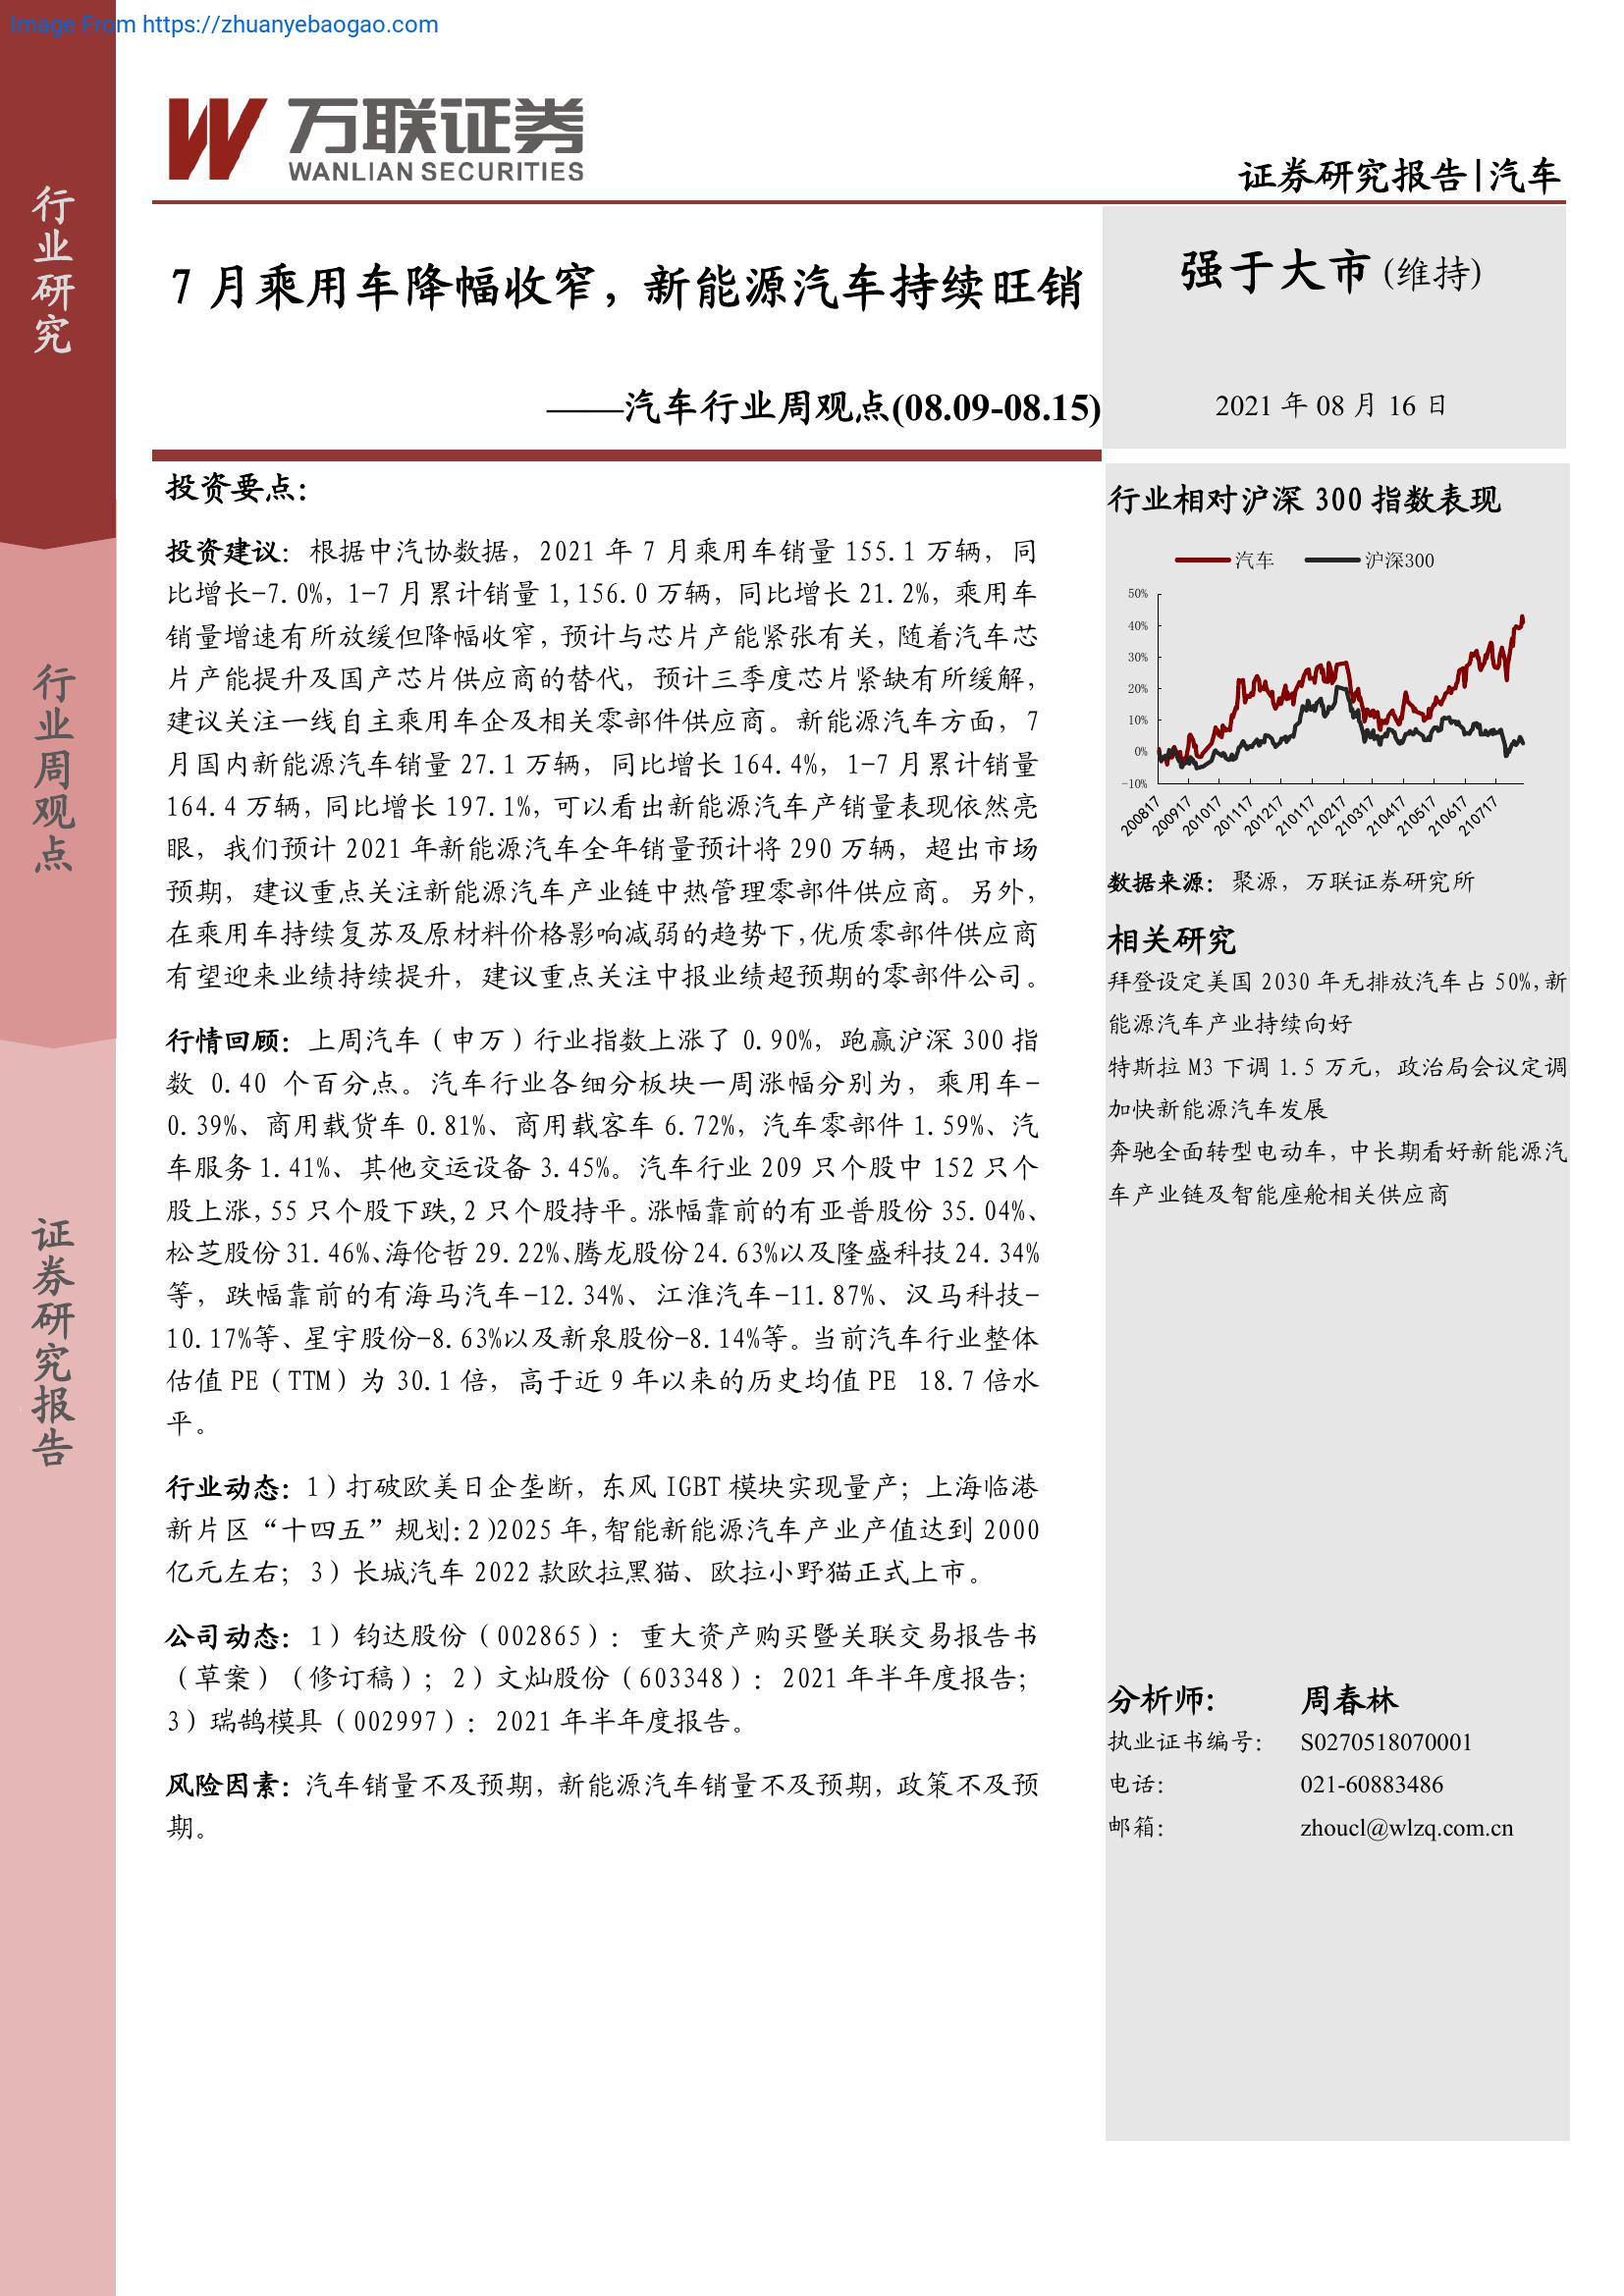 Image From https://zhuanyebaogao.com
万联证券
WANLIAN SECURITIES
证券研究报告|汽车
行业研究
行业周观点
证券研究报告
7 月乘用车降幅收窄，新能源汽车持续旺销
——汽车行业周观点(08.09-08.15)
强于大市(维持)
2021 年 08 月 16 日
投资要点：
投资建议：根据中汽协数据，2021 年 7 月乘用车销量 155.1 万辆，同
比增长-7.0%，1-7 月累计销量 1,156.0 万辆，同比增长 21.2%，乘用车
销量增速有所放缓但降幅收窄，预计与芯片产能紧张有关，随着汽车芯
片产能提升及国产芯片供应商的替代，预计三季度芯片紧缺有所缓解，
建议关注一线自主乘用车企及相关零部件供应商。新能源汽车方面，7
月国内新能源汽车销量 27.1 万辆，同比增长 164.4%，1-7 月累计销量
164.4 万辆，同比增长 197.1%，可以看出新能源汽车产销量表现依然亮
眼，我们预计 2021 年新能源汽车全年销量预计将 290 万辆，超出市场
预期，建议重点关注新能源汽车产业链中热管理零部件供应商。另外，
在乘用车持续复苏及原材料价格影响减弱的趋势下，优质零部件供应商
有望迎来业绩持续提升，建议重点关注中报业绩超预期的零部件公司。
行情回顾：上周汽车（申万）行业指数上涨了 0.90%，跑赢沪深 300 指
数 0.40 个百分点。汽车行业各细分板块一周涨幅分别为，乘用车-
0.39%、商用载货车 0.81%、商用载客车 6.72%，汽车零部件 1.59%、汽
车服务 1.41%、其他交运设备 3.45%。汽车行业 209 只个股中 152 只个
股上涨，55 只个股下跌,2 只个股持平。涨幅靠前的有亚普股份 35.04%、
松芝股份 31.46%、海伦哲 29.22%、腾龙股份 24.63%以及隆盛科技 24.34%
等，跌幅靠前的有海马汽车-12.34%、江淮汽车-11.87%、汉马科技-
10.17%等、星宇股份-8.63%以及新泉股份-8.14%等。当前汽车行业整体
估值 PE（TTM）为 30.1 倍，高于近 9 年以来的历史均值 PE 18.7 倍水
平。
行业动态：1）打破欧美日企垄断，东风 IGBT 模块实现量产；上海临港
新片区“十四五”规划：2)2025 年，智能新能源汽车产业产值达到 2000
亿元左右；3）长城汽车 2022 款欧拉黑猫、欧拉小野猫正式上市。
公司动态：1）钧达股份（002865）：重大资产购买暨关联交易报告书
（草案）（修订稿）；2）文灿股份（603348）：2021 年半年度报告；
3）瑞鹄模具（002997）：2021 年半年度报告。
风险因素：汽车销量不及预期，新能源汽车销量不及预期，政策不及预
期。
行业相对沪深 300 指数表现
汽车 沪深300
50%
40%
30%
20%
10%
0%
-10%
200817 200917 201017 201117 201217 210117 210217 210317 210417 210517 210617 210717
数据来源：聚源，万联证券研究所
相关研究
拜登设定美国 2030 年无排放汽车占 50%,新
能源汽车产业持续向好
特斯拉 M3 下调 1.5 万元，政治局会议定调
加快新能源汽车发展
奔驰全面转型电动车，中长期看好新能源汽
车产业链及智能座舱相关供应商
分析师: 周春林
执业证书编号： S0270518070001
电话： 021-60883486
邮箱： zhoucl@wlzq.com.cn